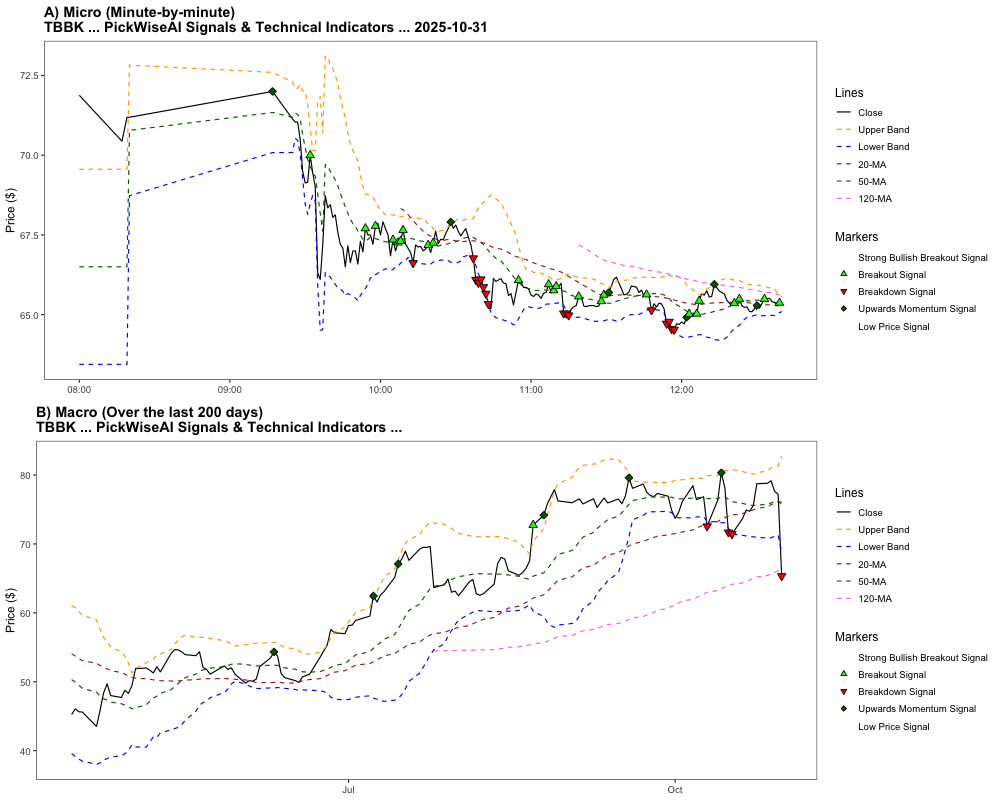 A) Micro (Minute-by-minute)
TBBK ... PickWiseAI Signals & Technical Indicators ... 2025-10-31
Price ($)
72.5
70.0
67.5
65.0
08:00
09:00
10:00
11:00
12:00
Lines
Close
Upper Band
Lower Band
20-MA
50-MA
120-MA
Markers
Strong Bullish Breakout Signal
Breakout Signal
Breakdown Signal
Upwards Momentum Signal
Low Price Signal
B) Macro (Over the last 200 days)
TBBK ... PickWiseAI Signals & Technical Indicators ...
Price ($)
80
70
60
50
40
Jul
Oct
Lines
Close
Upper Band
Lower Band
20-MA
50-MA
120-MA
Markers
Strong Bullish Breakout Signal
Breakout Signal
Breakdown Signal
Upwards Momentum Signal
Low Price Signal